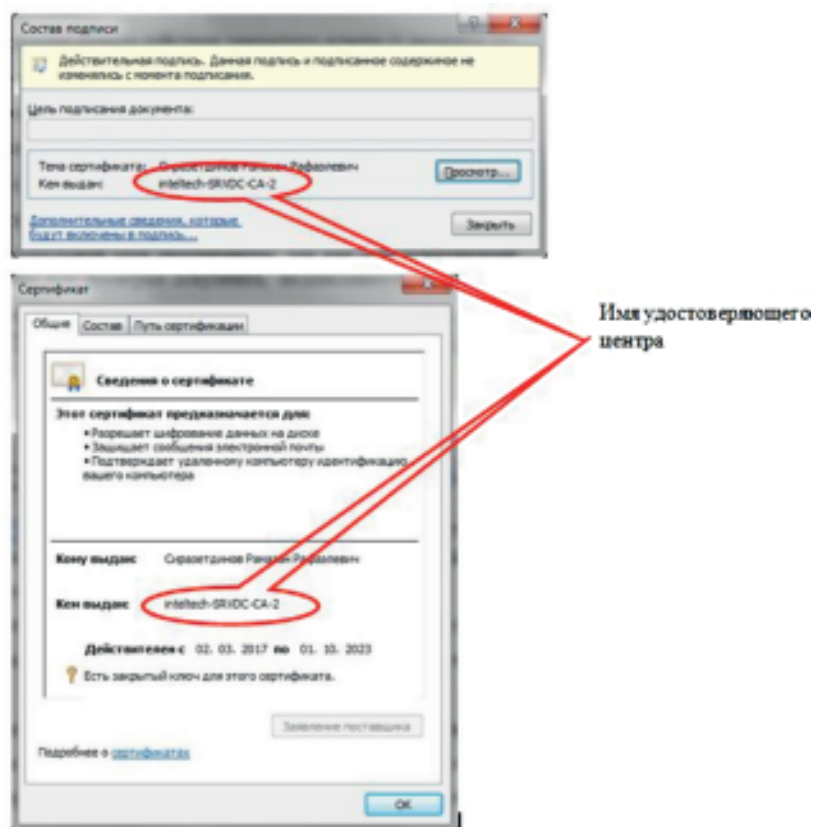 Состав подписи
Действительная подпись. Данная подпись и подписанное содержимое не
изменялись с момента подписания.
Цель подписания документа:
Тема сертификата: Сиразетдинов Рафаэлевич
Кем выдан: inteltech-SRVDC-CA-2
Просмотр...
Дополнительные сведения, которые
будут включены в подпись...
Закрыть
Имя удостоверяющего
центра
Сертификат
Общие Состав Путь сертификации
Сведения о сертификате
Этот сертификат предназначается для:
• Разрешает шифрование данных на диске
• Защищает сообщения электронной почты
• Подтверждает удаленному компьютеру идентификацию
вашего компьютера
Кому выдан: Сиразетдинов Рафаэлевич
Кем выдан: inteltech-SRVDC-CA-2
Действителен с 02. 03. 2017 по 01. 10. 2023
Есть закрытый ключ для этого сертификата.
Заявление поставщика
Подробнее о сертификатах
OK